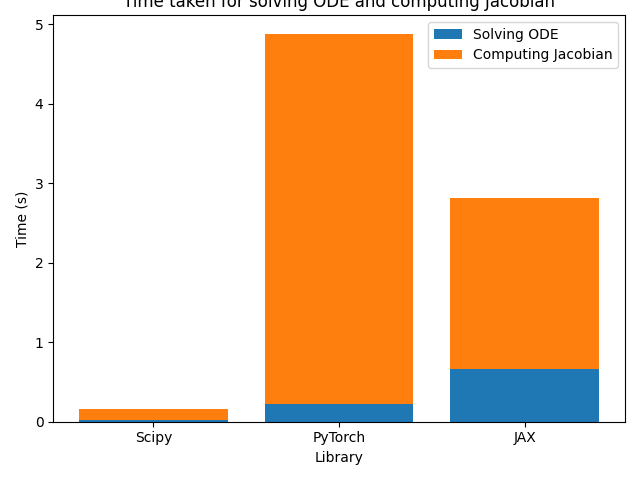 Time taken for solving ODE and computing Jacobian
Solving ODE
Computing Jacobian
5
4
3
2
1
0
Time (s)
Scipy
PyTorch
JAX
Library